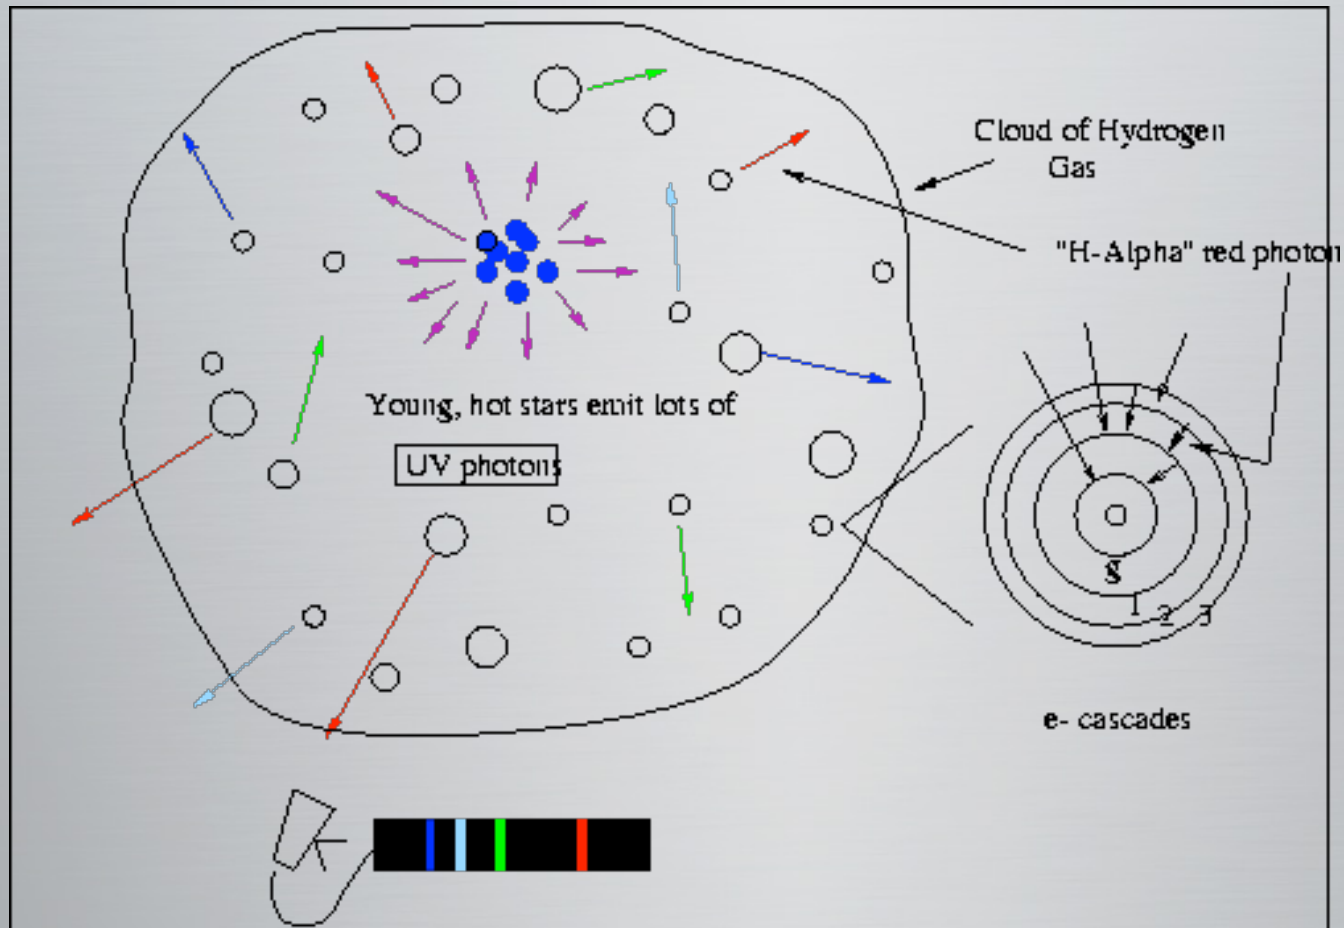 Cloud of Hydrogen
Gas
"H-Alpha" red photon
Young, hot stars emit lots of
UV photons
g
1
2
3
e- cascades